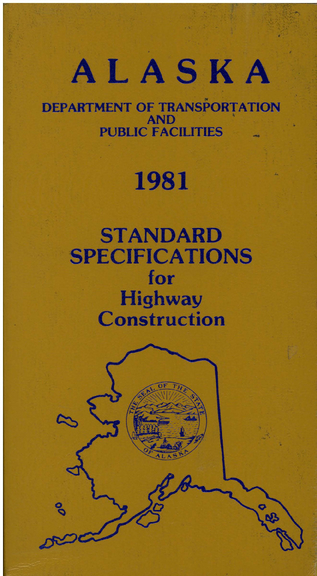 ALASKA
DEPARTMENT OF TRANSPORTATION
AND
PUBLIC FACILITIES
1981
STANDARD
SPECIFICATIONS
for
Highway
Construction
THE SEAL OF THE STATE
OF ALASKA